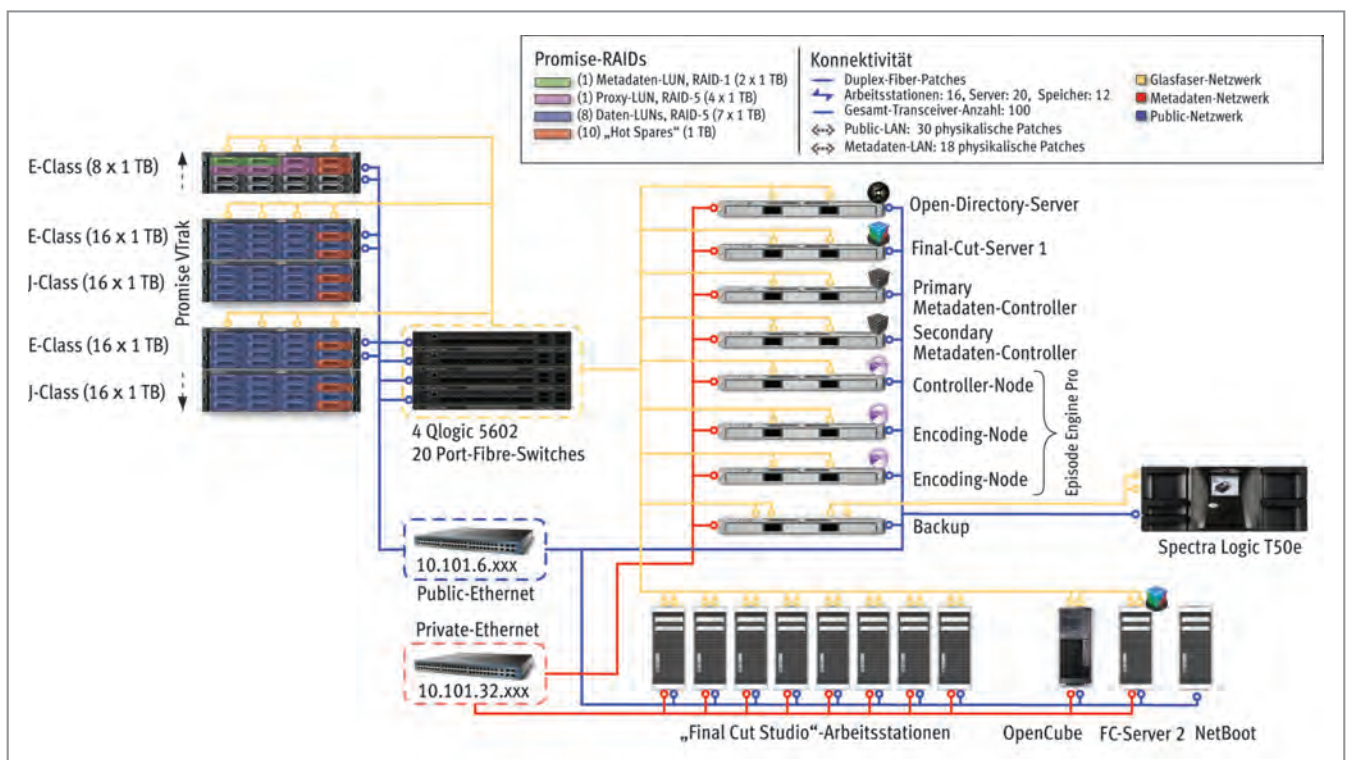 Promise-RAIDs
(1) Metadaten-LUN, RAID-1 (2 x 1 TB)
(1) Proxy-LUN, RAID-5 (4 x 1 TB)
(8) Daten-LUNs, RAID-5 (7 x 1 TB)
(10) „Hot Spares“ (1 TB)
Konnektivität
Duplex-Fiber-Patches
Arbeitsstationen: 16, Server: 20, Speicher: 12
Gesamt-Transceiver-Anzahl: 100
Public-LAN: 30 physikalische Patches
Metadaten-LAN: 18 physikalische Patches
Glasfaser-Netzwerk
Metadaten-Netzwerk
Public-Netzwerk
E-Class (8 x 1 TB)
E-Class (16 x 1 TB)
J-Class (16 x 1 TB)
E-Class (16 x 1 TB)
J-Class (16 x 1 TB)
Promise VTrak
4 Qlogic 5602
20 Port-Fibre-Switches
10.101.6.xxx
Public-Ethernet
Private-Ethernet
10.101.32.xxx
Open-Directory-Server
Final-Cut-Server 1
Primary
Metadaten-Controller
Secondary
Metadaten-Controller
Controller-Node
Encoding-Node
Encoding-Node
Episode Engine Pro
Backup
Spectra Logic T50e
„Final Cut Studio“-Arbeitsstationen
OpenCube
FC-Server 2
NetBoot